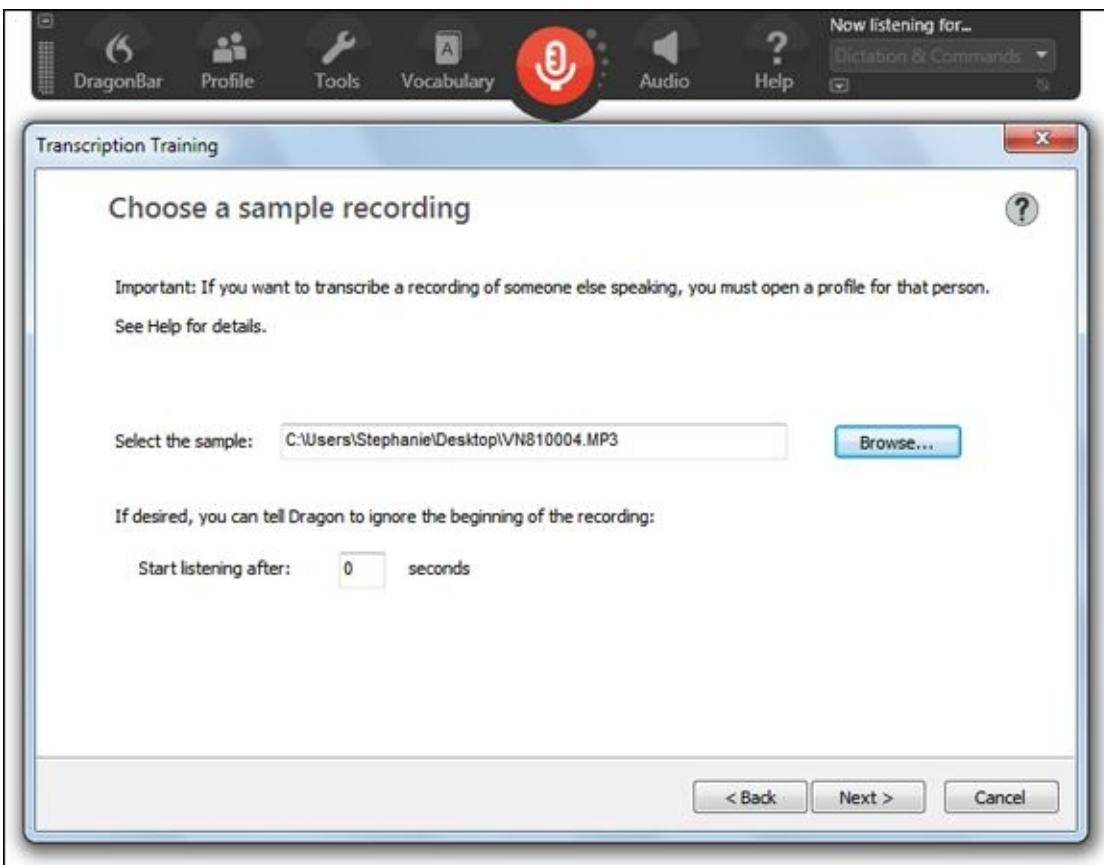 Now listening for...
Dictation & Commands
DragonBar Profile Tools Vocabulary Audio Help
Transcription Training
Choose a sample recording
Important: If you want to transcribe a recording of someone else speaking, you must open a profile for that person.
See Help for details.
Select the sample: C:\Users\Stephanie\Desktop\VN810004.MP3 Browse...
If desired, you can tell Dragon to ignore the beginning of the recording:
Start listening after: 0 seconds
< Back Next > Cancel